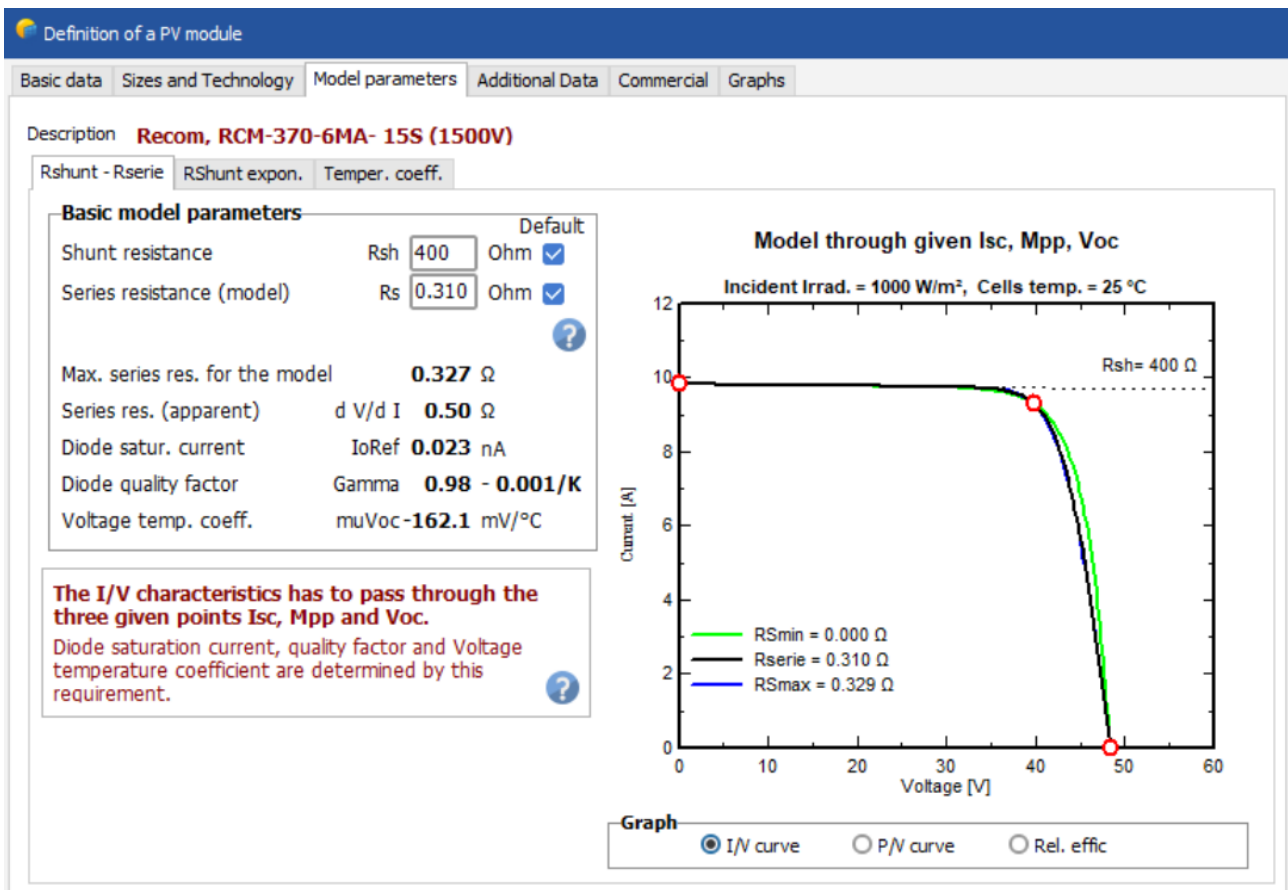 Definition of a PV module
Basic data Sizes and Technology Model parameters Additional Data Commercial Graphs
Description Recom, RCM-370-6MA- 15S (1500V)
Rshunt - Rserie RShunt expon. Temper. coeff.
Basic model parameters
Default
Shunt resistance Rsh 400 Ohm
Series resistance (model) Rs 0.310 Ohm
?
Max. series res. for the model 0.327 Ω
Series res. (apparent) d V/d I 0.50 Ω
Diode satur. current IoRef 0.023 nA
Diode quality factor Gamma 0.98 - 0.001/K
Voltage temp. coeff. muVoc -162.1 mV/°C
The I/V characteristics has to pass through the
three given points Isc, Mpp and Voc.
Diode saturation current, quality factor and Voltage
temperature coefficient are determined by this
requirement.
?
Model through given Isc, Mpp, Voc
Incident Irrad. = 1000 W/m², Cells temp. = 25 °C
12
10
8
6
4
2
0
Current [A]
Rsh= 400 Ω
RSmin = 0.000 Ω
Rserie = 0.310 Ω
RSmax = 0.329 Ω
0 10 20 30 40 50 60
Voltage [V]
Graph
I/V curve P/V curve Rel. effic